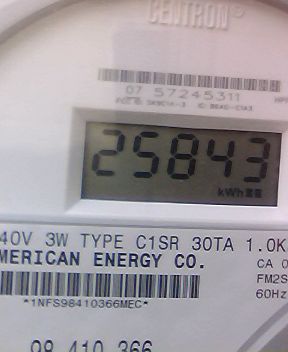 CENTRON®
07 57245311
25843
kWh
40V 3W TYPE C1SR 30TA 1.0K
MERICAN ENERGY CO.
CA 0
FM2S
60Hz
*1NFS98410366MEC*
98 410 366